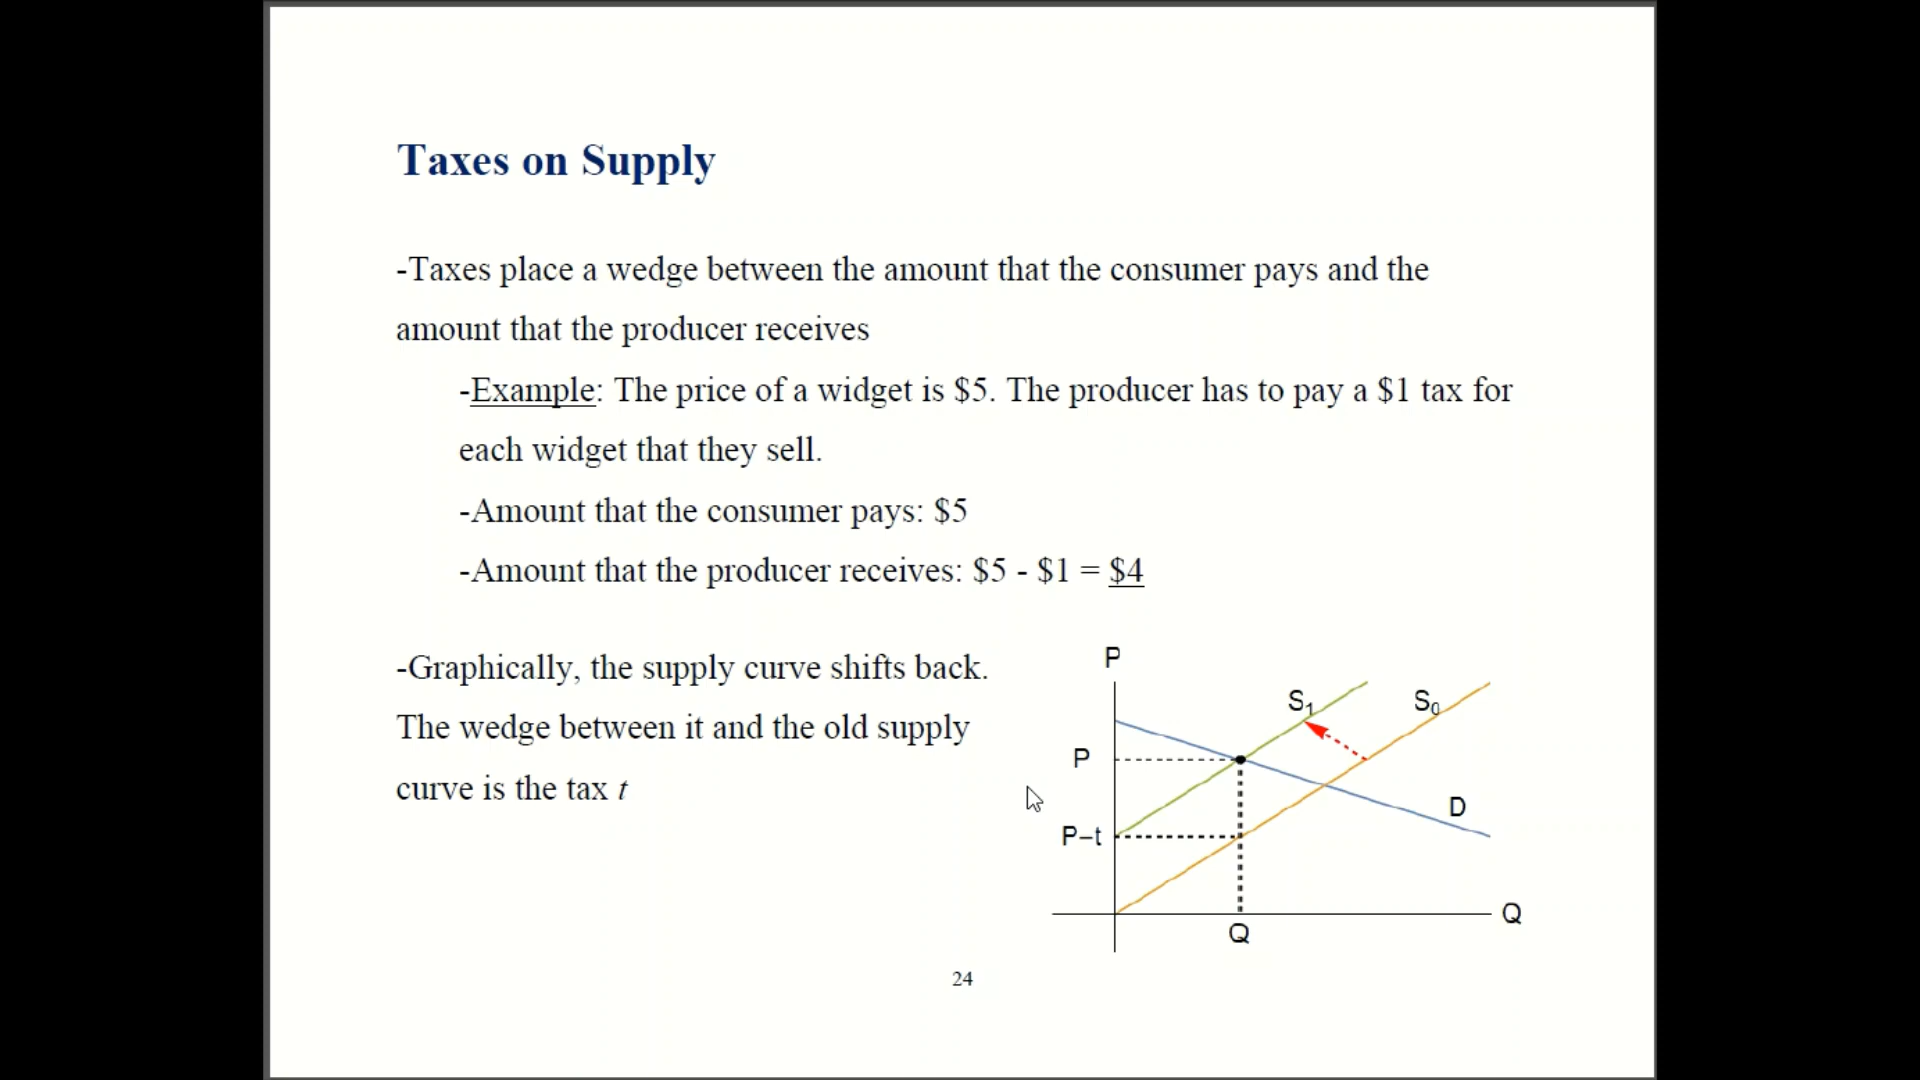 Taxes on Supply
-Taxes place a wedge between the amount that the consumer pays and the
amount that the producer receives
-Example: The price of a widget is $5. The producer has to pay a $1 tax for
each widget that they sell.
-Amount that the consumer pays: $5
-Amount that the producer receives: $5 - $1 = $4
-Graphically, the supply curve shifts back.
The wedge between it and the old supply
curve is the tax t
P
S₁
S₀
P
D
P–t
Q
Q
24